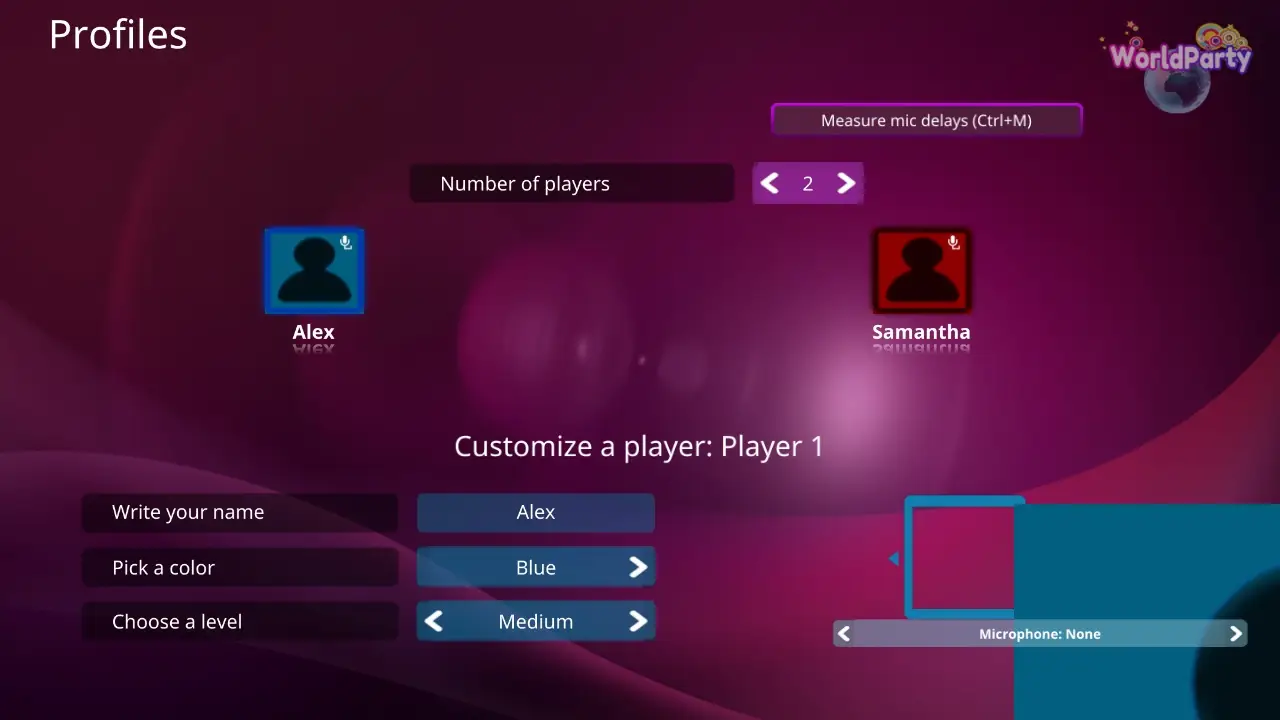 Profiles
WorldParty
Measure mic delays (Ctrl+M)
Number of players
2
Alex
Samantha
Customize a player: Player 1
Write your name
Alex
Pick a color
Blue
Choose a level
Medium
Microphone: None